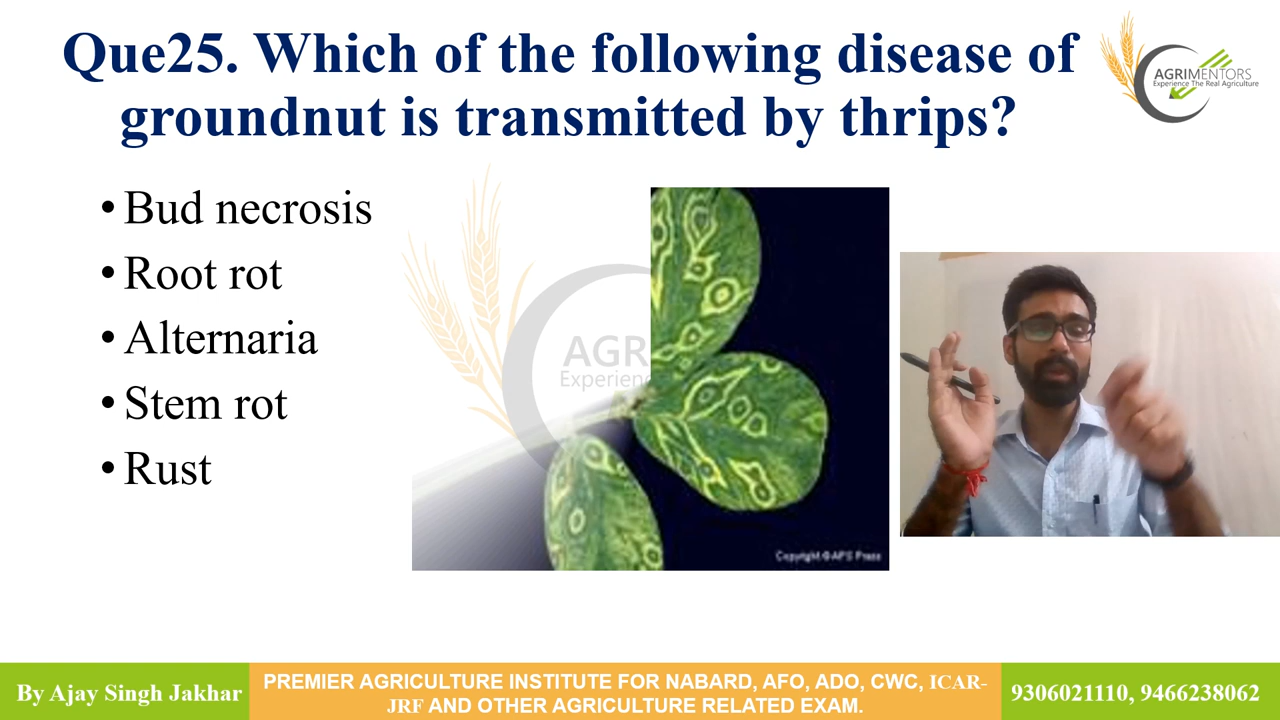 Que25. Which of the following disease of
groundnut is transmitted by thrips?
AGRIMENTORS
Experience The Real Agriculture
• Bud necrosis
• Root rot
• Alternaria
• Stem rot
• Rust
AGR
Experienc
Copyright © APS Press
By Ajay Singh Jakhar
PREMIER AGRICULTURE INSTITUTE FOR NABARD, AFO, ADO, CWC, ICAR-
JRF AND OTHER AGRICULTURE RELATED EXAM.
9306021110, 9466238062